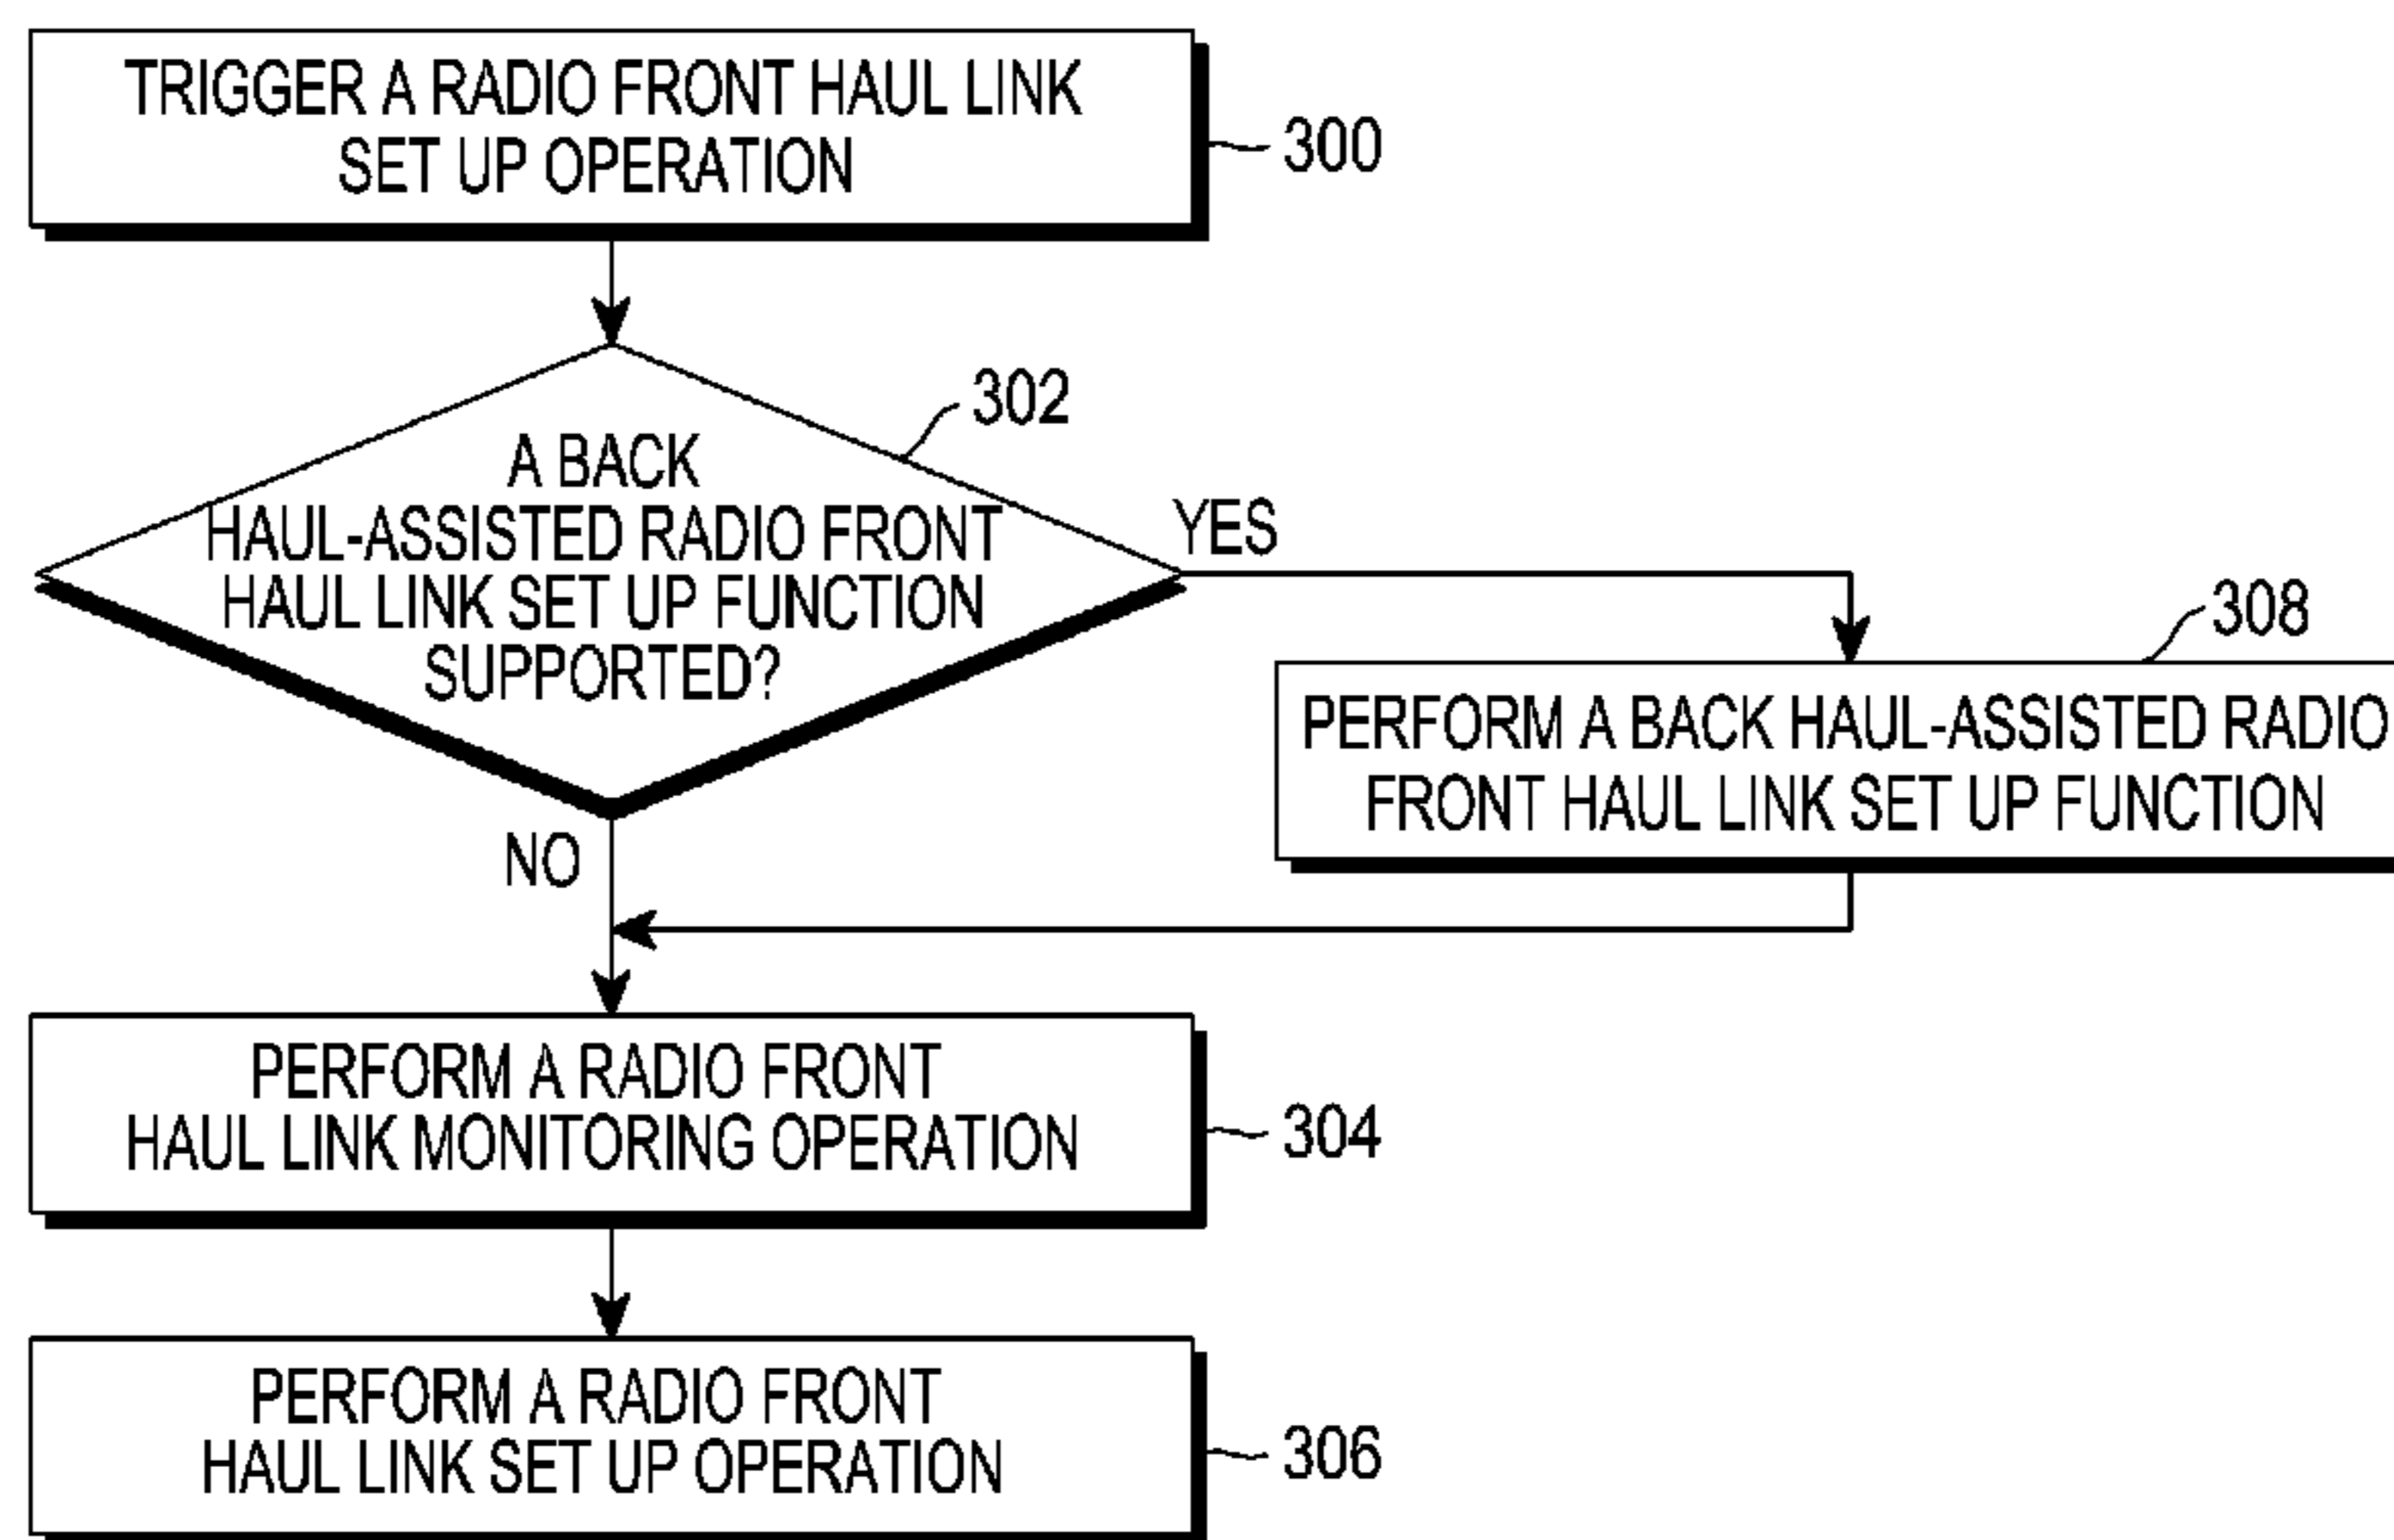 TRIGGER A RADIO FRONT HAUL LINK
SET UP OPERATION
300
302
A BACK
HAUL-ASSISTED RADIO FRONT
HAUL LINK SET UP FUNCTION
SUPPORTED?
YES
308
PERFORM A BACK HAUL-ASSISTED RADIO
FRONT HAUL LINK SET UP FUNCTION
NO
PERFORM A RADIO FRONT
HAUL LINK MONITORING OPERATION
304
PERFORM A RADIO FRONT
HAUL LINK SET UP OPERATION
306